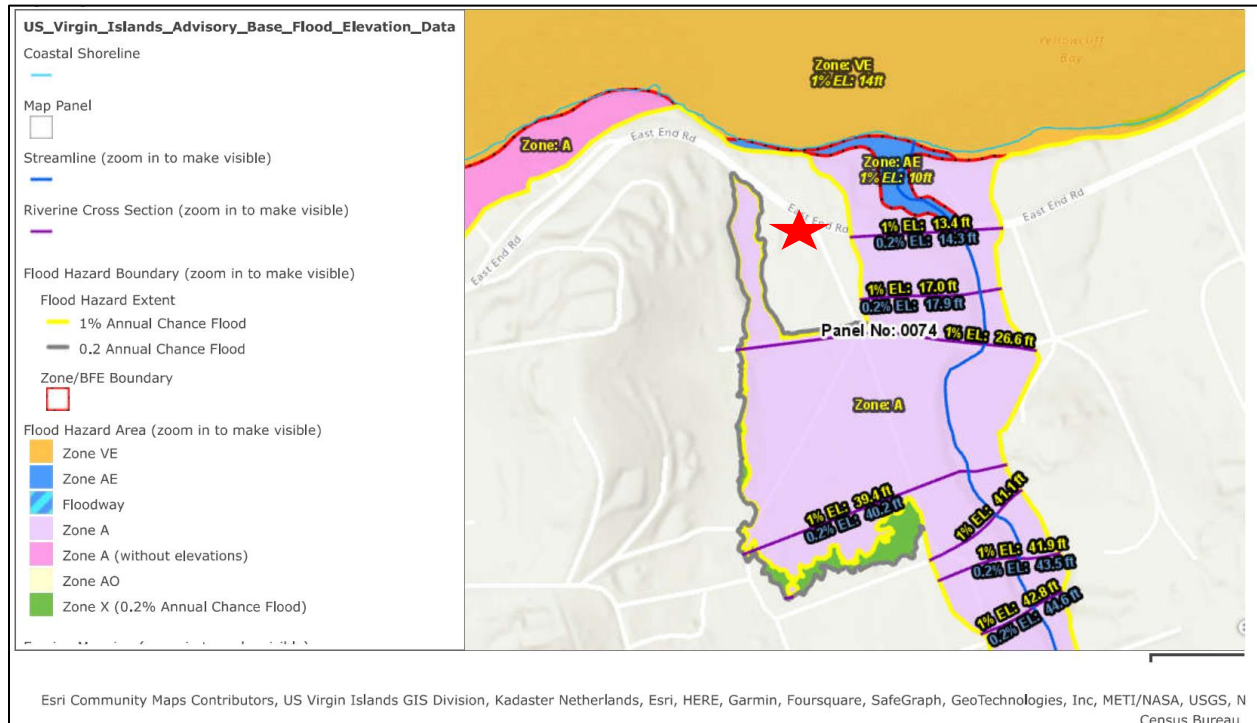 US_Virgin_Islands_Advisory_Base_Flood_Elevation_Data
Coastal Shoreline
Map Panel
Streamline (zoom in to make visible)
Riverine Cross Section (zoom in to make visible)
Flood Hazard Boundary (zoom in to make visible)
Flood Hazard Extent
1% Annual Chance Flood
0.2 Annual Chance Flood
Zone/BFE Boundary
Flood Hazard Area (zoom in to make visible)
Zone VE
Zone AE
Floodway
Zone A
Zone A (without elevations)
Zone AO
Zone X (0.2% Annual Chance Flood)
Yellowcliff
Bay
Zone: VE
1% EL: 14ft
East End Rd
Zone: A
Zone: AE
1% EL: 10ft
East End Rd
East End Rd
East End Rd
1% EL: 13.4 ft
0.2% EL: 14.3 ft
1% EL: 17.0 ft
0.2% EL: 17.9 ft
Panel No: 0074
1% EL: 26.6 ft
Zone: A
1% EL: 39.4 ft
0.2% EL: 40.2 ft
1% EL: 41.1 ft
1% EL: 41.9 ft
0.2% EL: 43.5 ft
1% EL: 42.8 ft
0.2% EL: 44.6 ft
Esri Community Maps Contributors, US Virgin Islands GIS Division, Kadaster Netherlands, Esri, HERE, Garmin, Foursquare, SafeGraph, GeoTechnologies, Inc, METI/NASA, USGS, N
Census Bureau